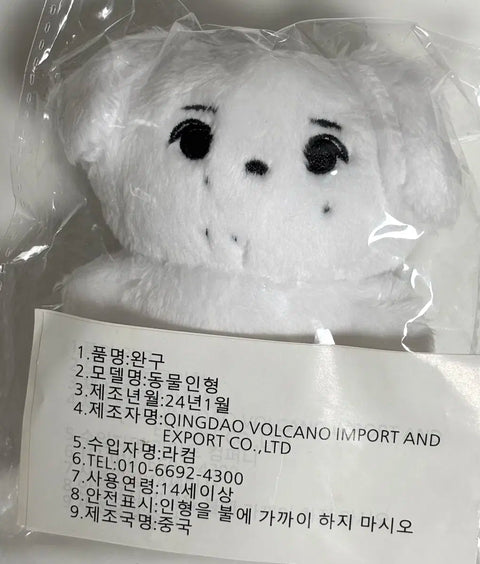 1.품명:완구
2.모델명:동물인형
3.제조년월:24년1월
4.제조자명:QINGDAO VOLCANO IMPORT AND
EXPORT CO.,LTD
5.수입자명:라컴
6.TEL:010-6692-4300
7.사용연령:14세이상
8.안전표시:인형을 불에 가까이 하지 마시오
9.제조국명:중국